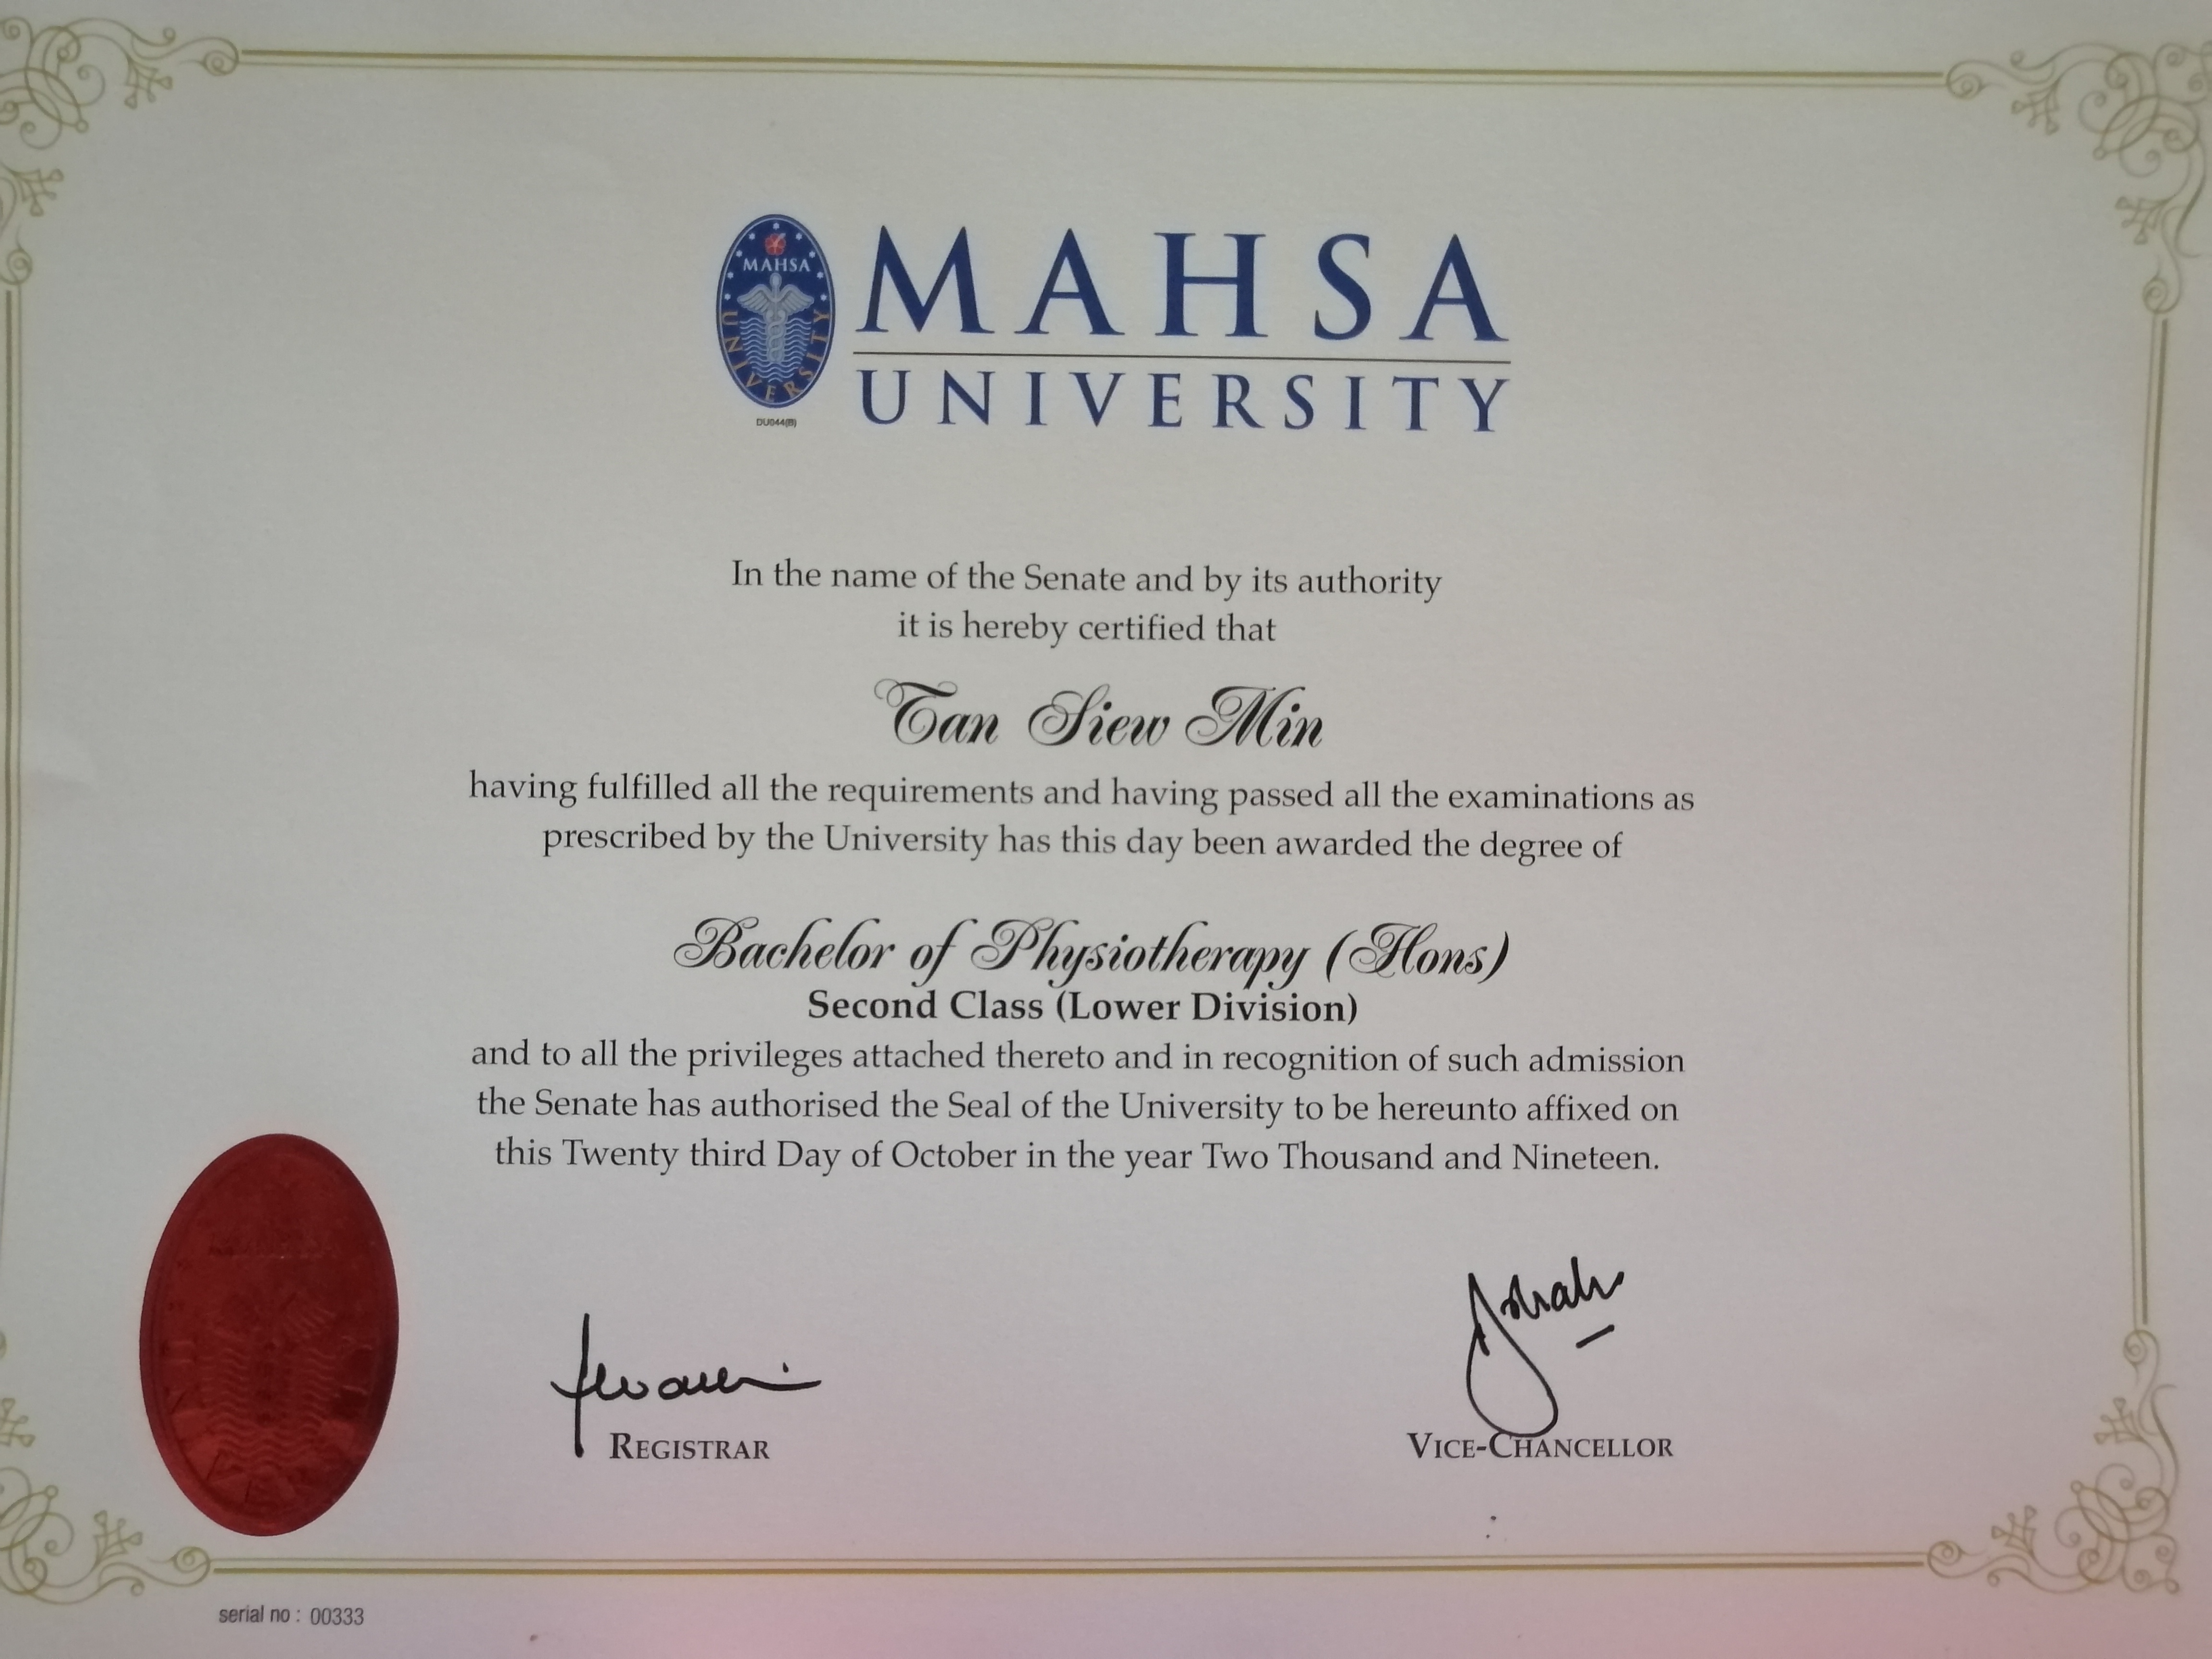 MAHSA
UNIVERSITY
DU044(B)
MAHSA
UNIVERSITY
In the name of the Senate and by its authority
it is hereby certified that
Tan Siew Min
having fulfilled all the requirements and having passed all the examinations as
prescribed by the University has this day been awarded the degree of
Bachelor of Physiotherapy (Hons)
Second Class (Lower Division)
and to all the privileges attached thereto and in recognition of such admission
the Senate has authorised the Seal of the University to be hereunto affixed on
this Twenty third Day of October in the year Two Thousand and Nineteen.
REGISTRAR
VICE-CHANCELLOR
serial no : 00333